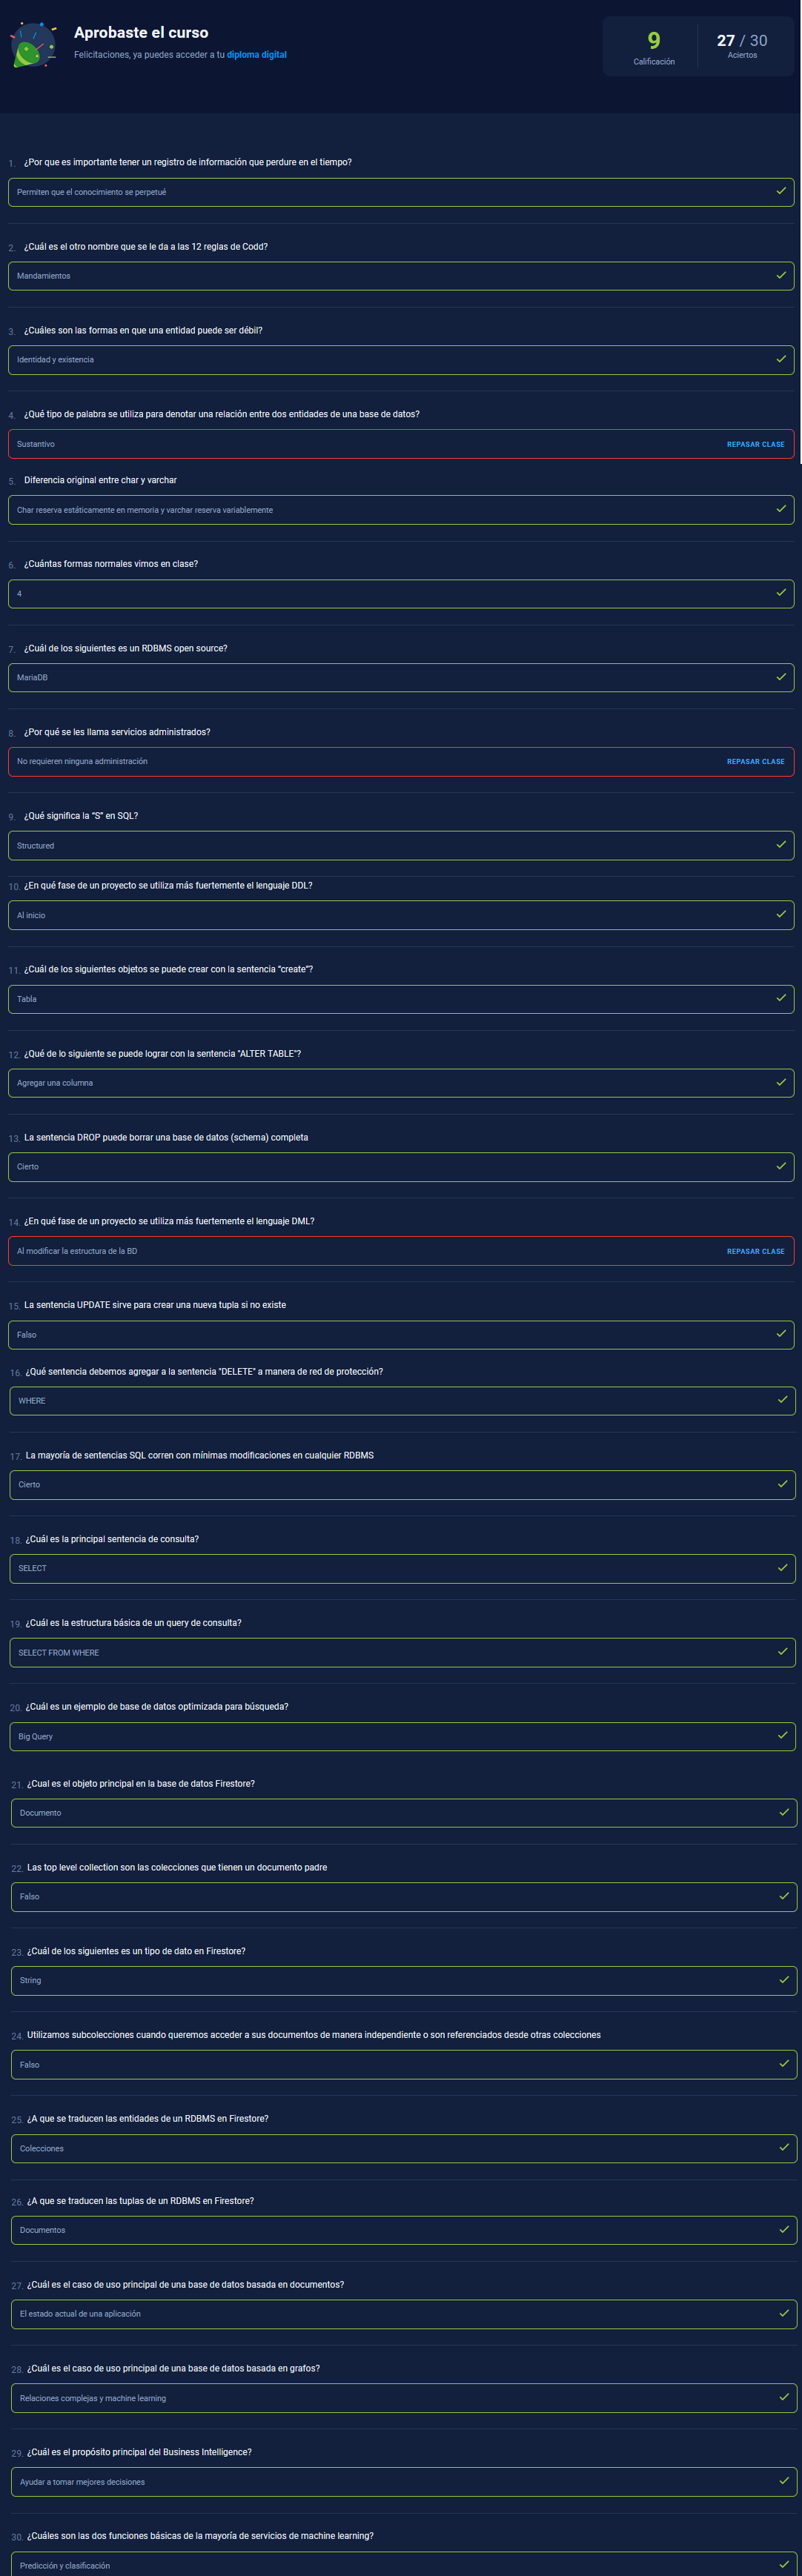 Aprobaste el curso
Felicitaciones, ya puedes acceder a tu diploma digital
9
Calificación
27 / 30
Aciertos
1. ¿Por que es importante tener un registro de información que perdure en el tiempo?
Permiten que el conocimiento se perpetué
2. ¿Cuál es el otro nombre que se le da a las 12 reglas de Codd?
Mandamientos
3. ¿Cuáles son las formas en que una entidad puede ser débil?
Identidad y existencia
4. ¿Qué tipo de palabra se utiliza para denotar una relación entre dos entidades de una base de datos?
Sustantivo REPASAR CLASE
5. Diferencia original entre char y varchar
Char reserva estáticamente en memoria y varchar reserva variablemente
6. ¿Cuántas formas normales vimos en clase?
4
7. ¿Cuál de los siguientes es un RDBMS open source?
MariaDB
8. ¿Por qué se les llama servicios administrados?
No requieren ninguna administración REPASAR CLASE
9. ¿Qué significa la “S” en SQL?
Structured
10. ¿En qué fase de un proyecto se utiliza más fuertemente el lenguaje DDL?
Al inicio
11. ¿Cuál de los siguientes objetos se puede crear con la sentencia “create”?
Tabla
12. ¿Qué de lo siguiente se puede lograr con la sentencia "ALTER TABLE"?
Agregar una columna
13. La sentencia DROP puede borrar una base de datos (schema) completa
Cierto
14. ¿En qué fase de un proyecto se utiliza más fuertemente el lenguaje DML?
Al modificar la estructura de la BD REPASAR CLASE
15. La sentencia UPDATE sirve para crear una nueva tupla si no existe
Falso
16. ¿Qué sentencia debemos agregar a la sentencia "DELETE" a manera de red de protección?
WHERE
17. La mayoría de sentencias SQL corren con mínimas modificaciones en cualquier RDBMS
Cierto
18. ¿Cuál es la principal sentencia de consulta?
SELECT
19. ¿Cuál es la estructura básica de un query de consulta?
SELECT FROM WHERE
20. ¿Cuál es un ejemplo de base de datos optimizada para búsqueda?
Big Query
21. ¿Cual es el objeto principal en la base de datos Firestore?
Documento
22. Las top level collection son las colecciones que tienen un documento padre
Falso
23. ¿Cuál de los siguientes es un tipo de dato en Firestore?
String
24. Utilizamos subcolecciones cuando queremos acceder a sus documentos de manera independiente o son referenciados desde otras colecciones
Falso
25. ¿A que se traducen las entidades de un RDBMS en Firestore?
Colecciones
26. ¿A que se traducen las tuplas de un RDBMS en Firestore?
Documentos
27. ¿Cuál es el caso de uso principal de una base de datos basada en documentos?
El estado actual de una aplicación
28. ¿Cuál es el caso de uso principal de una base de datos basada en grafos?
Relaciones complejas y machine learning
29. ¿Cuál es el propósito principal del Business Intelligence?
Ayudar a tomar mejores decisiones
30. ¿Cuáles son las dos funciones básicas de la mayoría de servicios de machine learning?
Predicción y clasificación